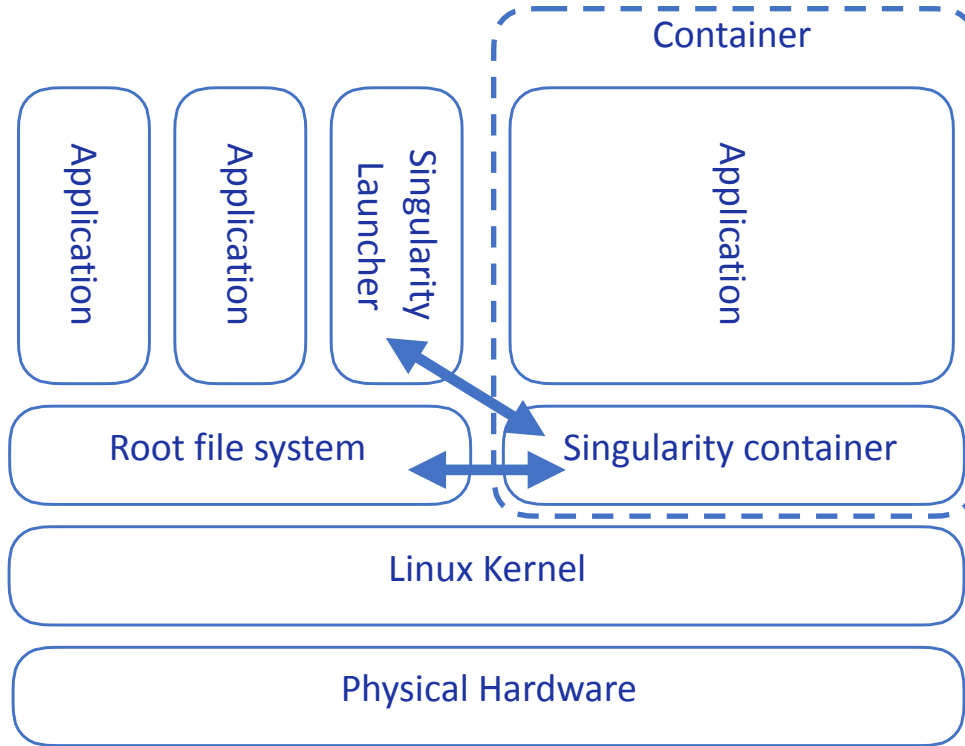 Container
Application
Application
Singularity
Launcher
Application
Root file system
Singularity container
Linux Kernel
Physical Hardware